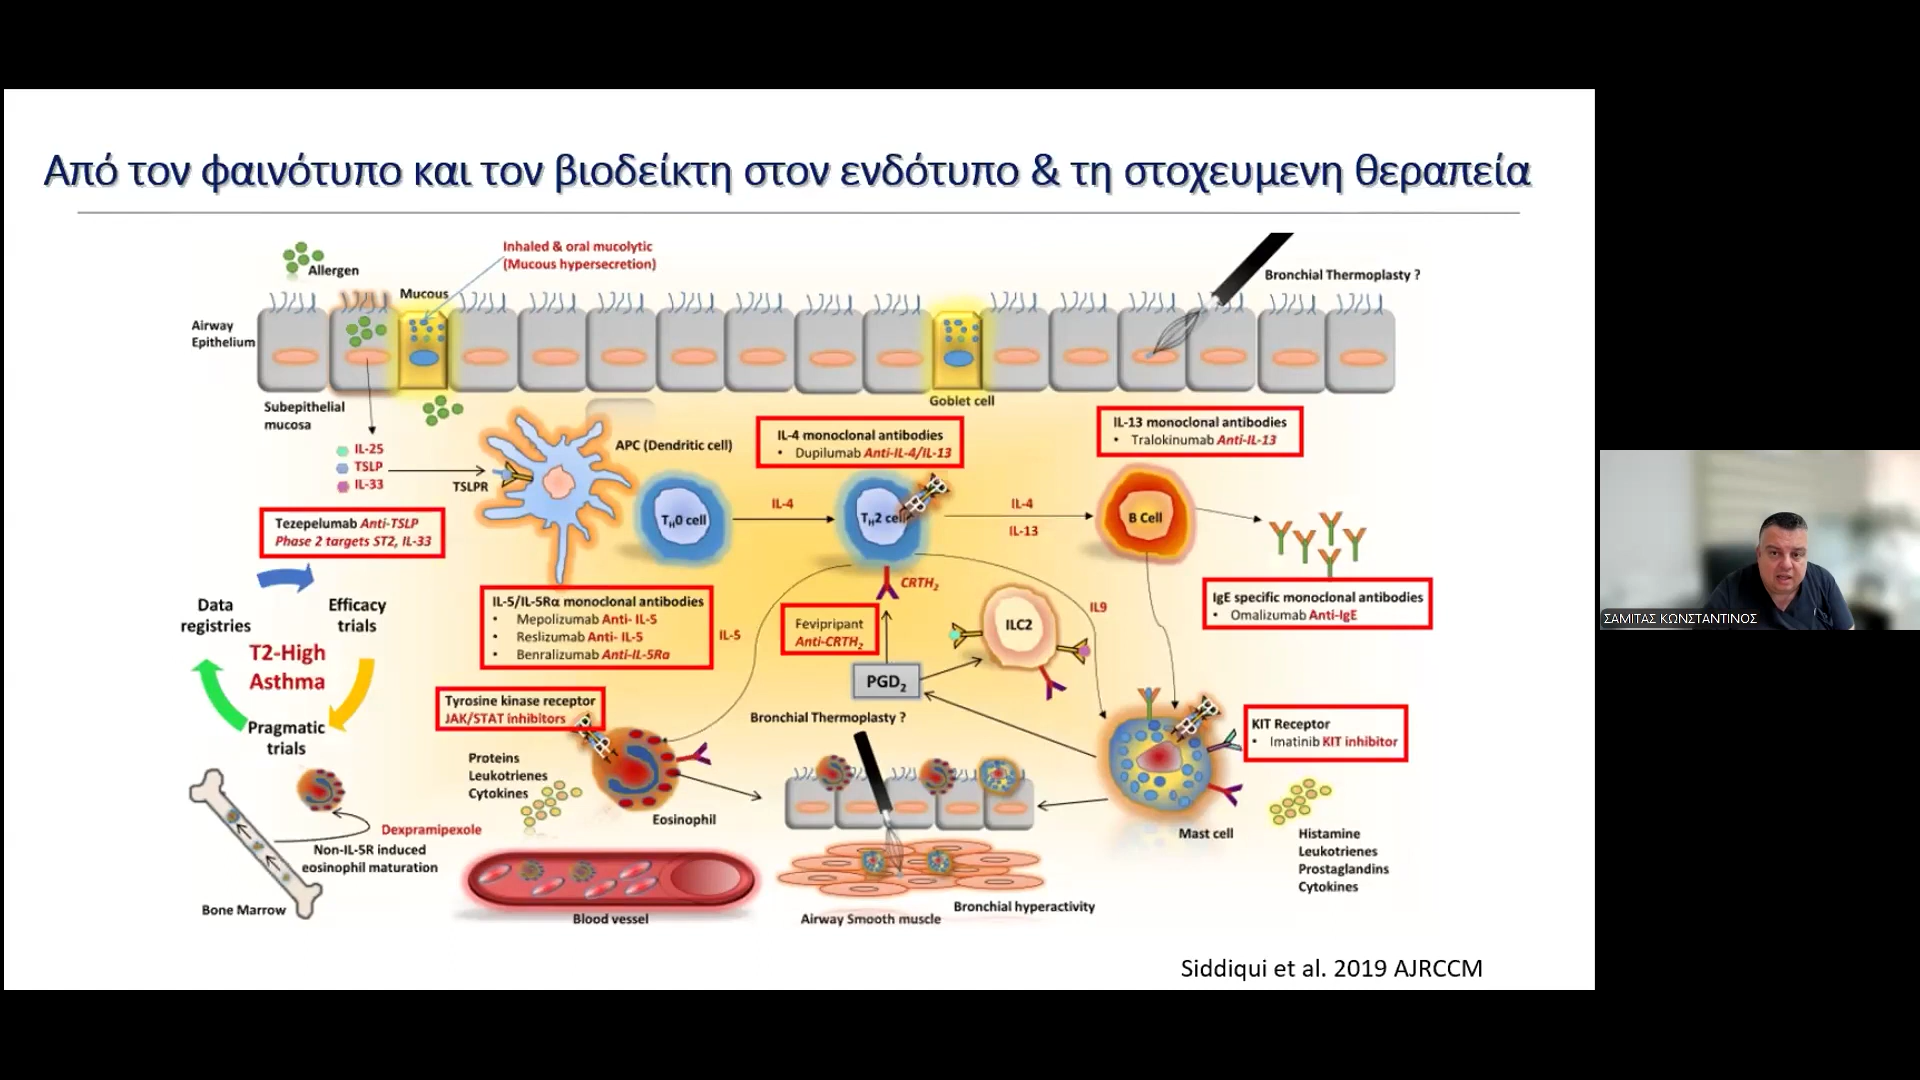 Από τον φαινότυπο και τον βιοδείκτη στον ενδότυπο & τη στοχευμενη θεραπεία
Inhaled & oral mucolytic
(Mucous hypersecretion)
Allergen
Mucous
Bronchial Thermoplasty ?
Airway
Epithelium
Subepithelial
mucosa
Goblet cell
IL-25
TSLP
IL-33
TSLPR
APC (Dendritic cell)
IL-4 monoclonal antibodies
• Dupilumab Anti-IL-4/IL-13
IL-13 monoclonal antibodies
• Tralokinumab Anti-IL-13
Tezepelumab Anti-TSLP
Phase 2 targets ST2, IL-33
TH0 cell
IL-4
TH2 cell
IL-4
IL-13
B Cell
CRTH2
IL-5/IL-5Rα monoclonal antibodies
• Mepolizumab Anti- IL-5
• Reslizumab Anti- IL-5
• Benralizumab Anti-IL-5Rα
IL-5
Fevipripant
Anti-CRTH2
ILC2
IL9
IgE specific monoclonal antibodies
• Omalizumab Anti-IgE
Data
registries
Efficacy
trials
T2-High
Asthma
Pragmatic
trials
PGD2
Tyrosine kinase receptor
JAK/STAT inhibitors
Bronchial Thermoplasty ?
KIT Receptor
• Imatinib KIT inhibitor
Proteins
Leukotrienes
Cytokines
Eosinophil
Mast cell
Histamine
Leukotrienes
Prostaglandins
Cytokines
Dexpramipexole
Non-IL-5R induced
eosinophil maturation
Bone Marrow
Blood vessel
Airway Smooth muscle
Bronchial hyperactivity
Siddiqui et al. 2019 AJRCCM
ΣΑΜΙΤΑΣ ΚΩΝΣΤΑΝΤΙΝΟΣ